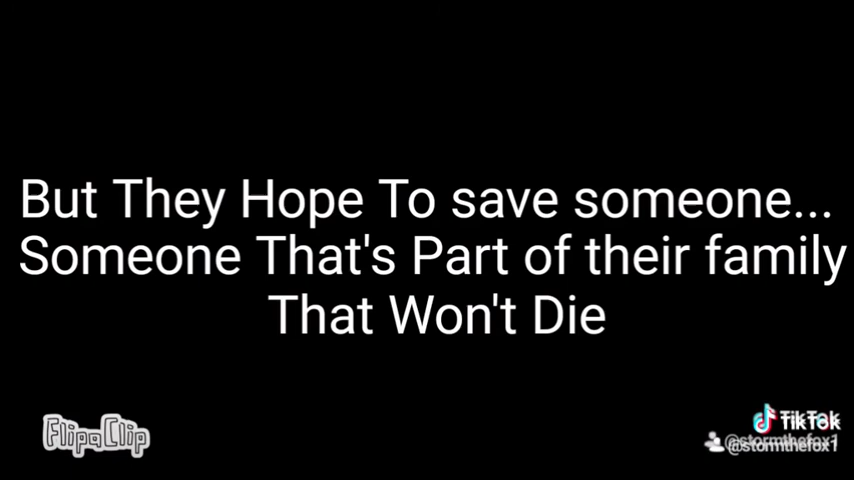 But They Hope To save someone...
Someone That's Part of their family
That Won't Die
FlipaClip
TikTok
@stormthefox1